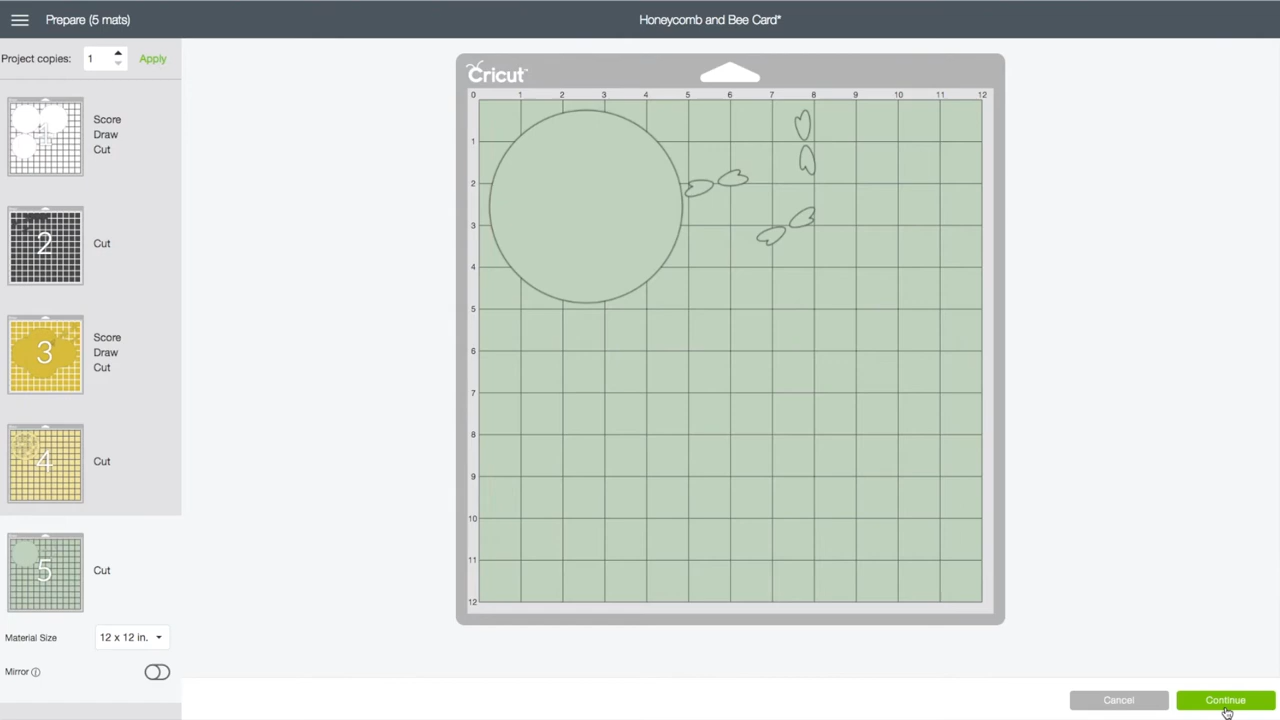 Prepare (5 mats)
Honeycomb and Bee Card*
Project copies: 1 Apply
1
Score
Draw
Cut
2
Cut
3
Score
Draw
Cut
4
Cut
5
Cut
Material Size 12 x 12 in.
Mirror
Cricut
0 1 2 3 4 5 6 7 8 9 10 11 12
1
2
3
4
5
6
7
8
9
10
11
12
Cancel Continue